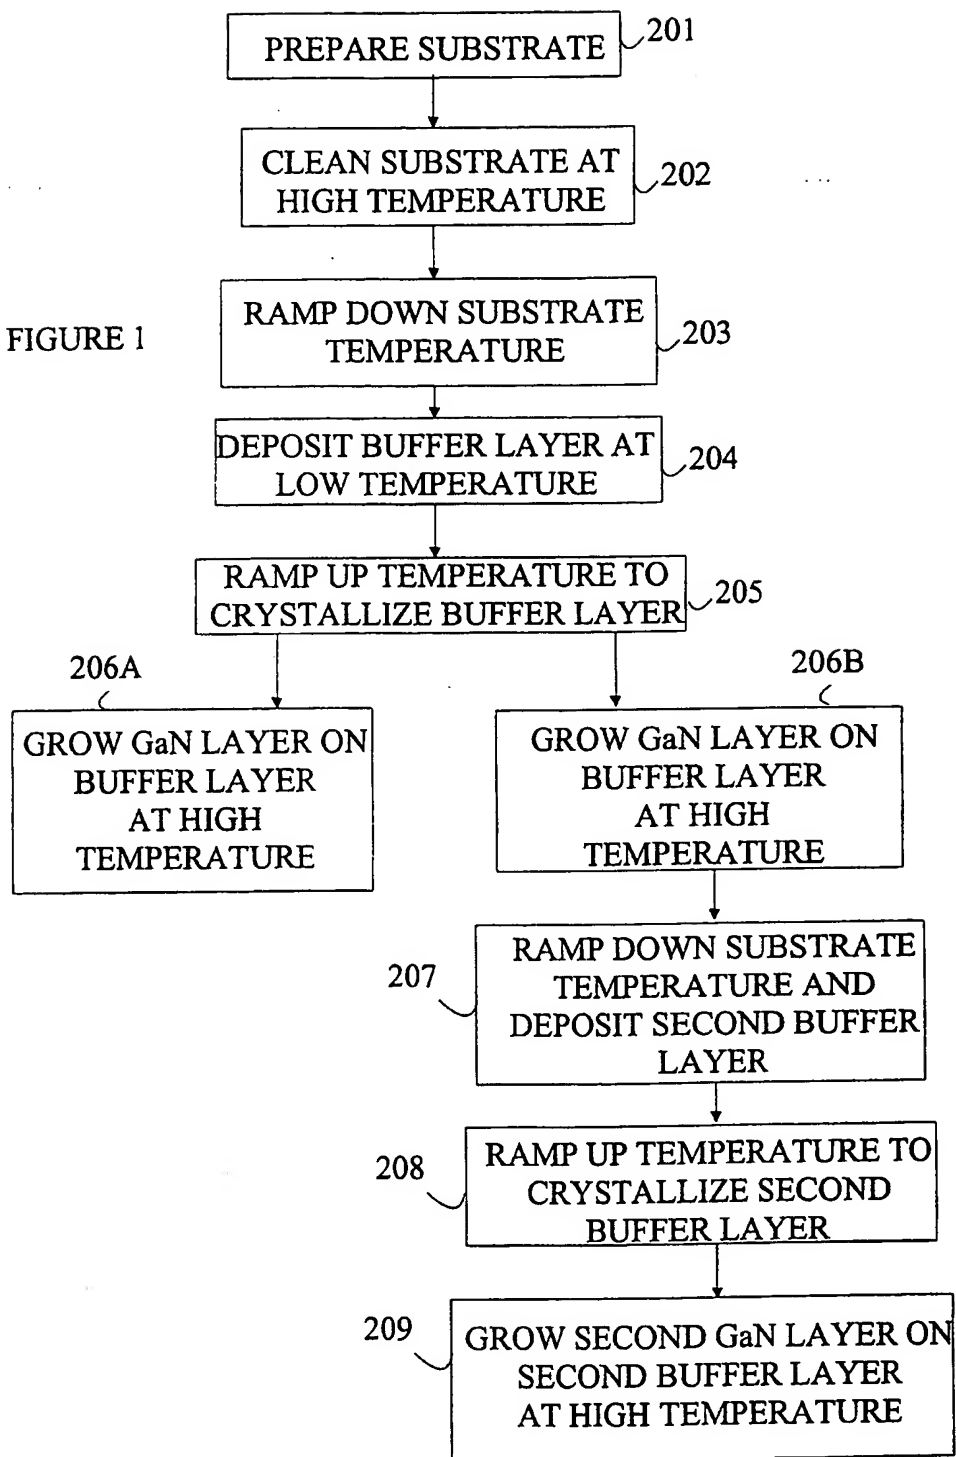 PREPARE SUBSTRATE
201
CLEAN SUBSTRATE AT
HIGH TEMPERATURE
202
FIGURE 1
RAMP DOWN SUBSTRATE
TEMPERATURE
203
DEPOSIT BUFFER LAYER AT
LOW TEMPERATURE
204
RAMP UP TEMPERATURE TO
CRYSTALLIZE BUFFER LAYER
205
206A
GROW GaN LAYER ON
BUFFER LAYER
AT HIGH
TEMPERATURE
206B
GROW GaN LAYER ON
BUFFER LAYER
AT HIGH
TEMPERATURE
207
RAMP DOWN SUBSTRATE
TEMPERATURE AND
DEPOSIT SECOND BUFFER
LAYER
208
RAMP UP TEMPERATURE TO
CRYSTALLIZE SECOND
BUFFER LAYER
209
GROW SECOND GaN LAYER ON
SECOND BUFFER LAYER
AT HIGH TEMPERATURE